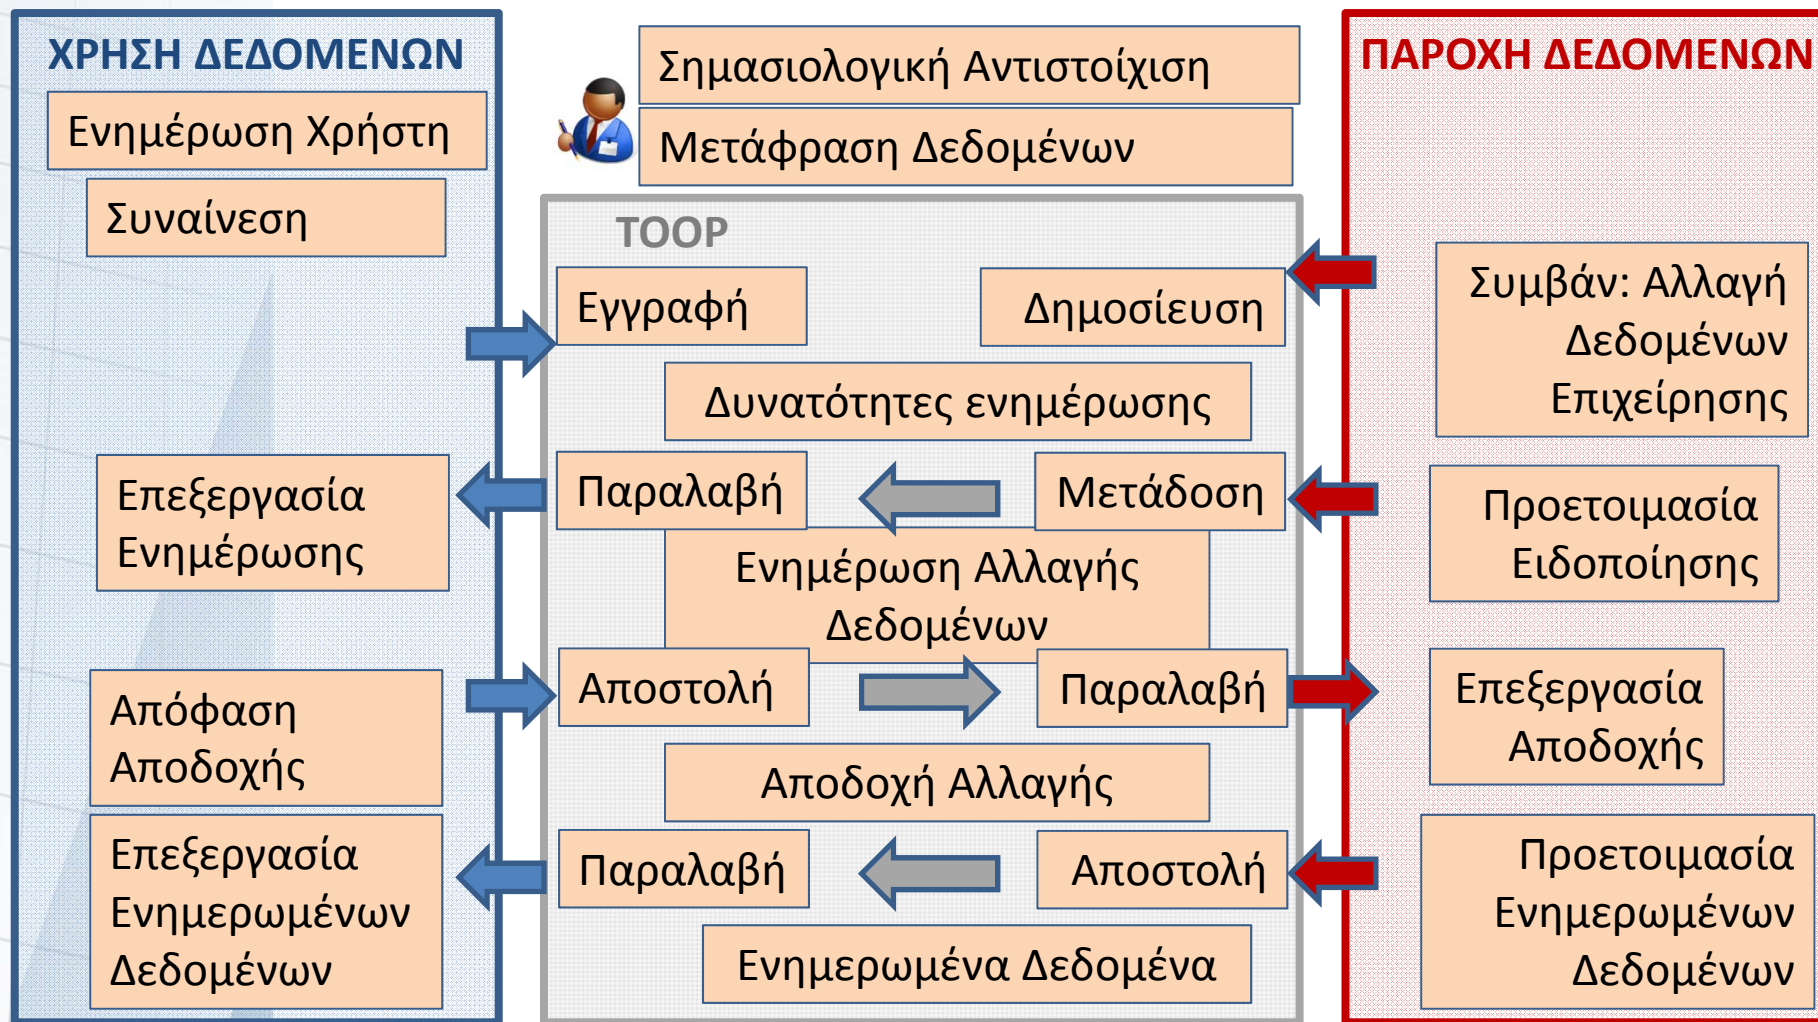 ΧΡΗΣΗ ΔΕΔΟΜΕΝΩΝ
Ενημέρωση Χρήστη
Συναίνεση
Επεξεργασία
Ενημέρωσης
Απόφαση
Αποδοχής
Επεξεργασία
Ενημερωμένων
Δεδομένων
Σημασιολογική Αντιστοίχιση
Μετάφραση Δεδομένων
TOOP
Εγγραφή
Δημοσίευση
Δυνατότητες ενημέρωσης
Παραλαβή
Μετάδοση
Ενημέρωση Αλλαγής
Δεδομένων
Αποστολή
Παραλαβή
Αποδοχή Αλλαγής
Παραλαβή
Αποστολή
Ενημερωμένα Δεδομένα
ΠΑΡΟΧΗ ΔΕΔΟΜΕΝΩΝ
Συμβάν: Αλλαγή
Δεδομένων
Επιχείρησης
Προετοιμασία
Ειδοποίησης
Επεξεργασία
Αποδοχής
Προετοιμασία
Ενημερωμένων
Δεδομένων